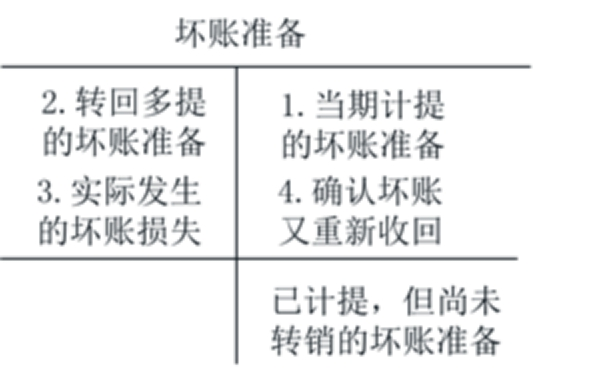 坏账准备
2.转回多提
的坏账准备
3.实际发生
的坏账损失
1.当期计提
的坏账准备
4.确认坏账
又重新收回
已计提，但尚未
转销的坏账准备